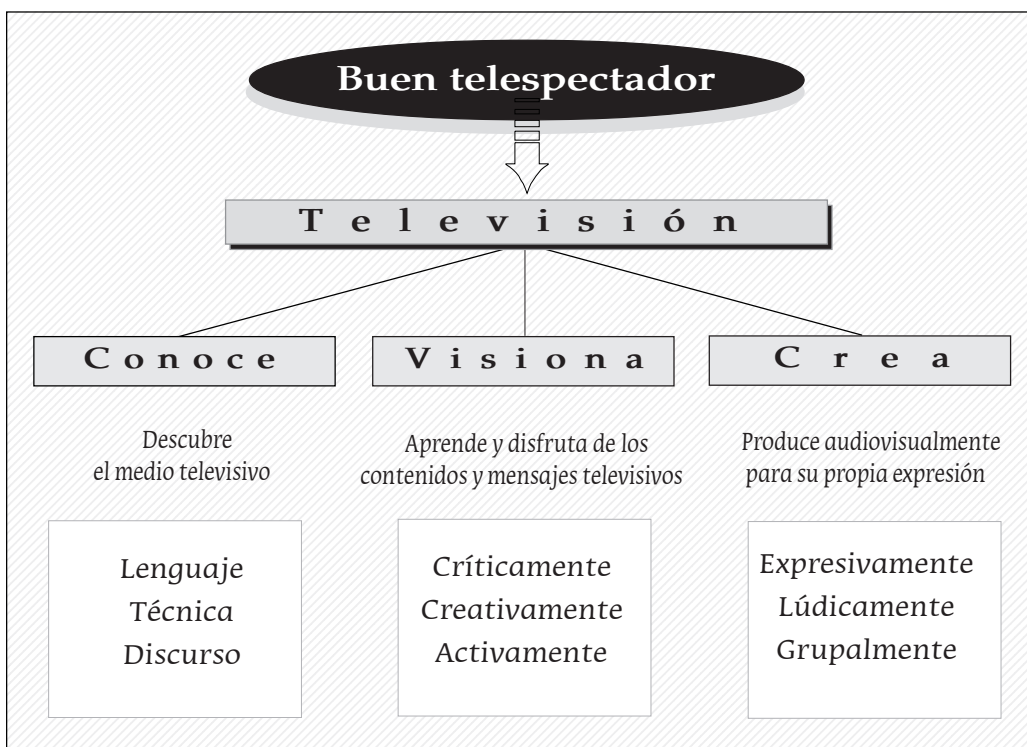 Buen telespectador
Televisión
Conoce
Descubre
el medio televisivo
Lenguaje
Técnica
Discurso
Visiona
Aprende y disfruta de los
contenidos y mensajes televisivos
Críticamente
Creativamente
Activamente
Crea
Produce audiovisualmente
para su propia expresión
Expresivamente
Lúdicamente
Grupalmente